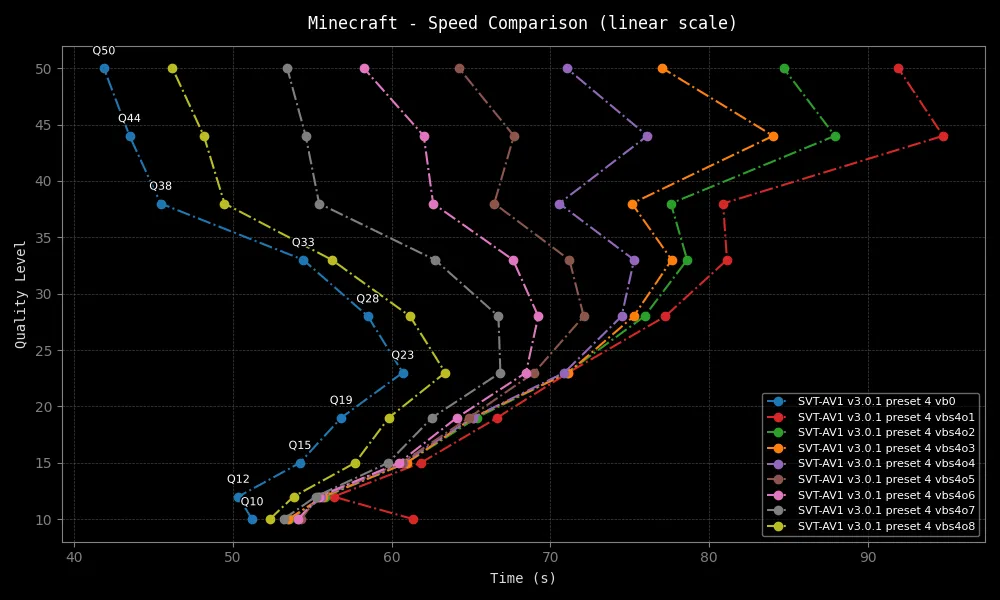 Minecraft - Speed Comparison (linear scale)
Quality Level
50
45
40
35
30
25
20
15
10
Q50
Q44
Q38
Q33
Q28
Q23
Q19
Q15
Q12
Q10
SVT-AV1 v3.0.1 preset 4 vb0
SVT-AV1 v3.0.1 preset 4 vbs4o1
SVT-AV1 v3.0.1 preset 4 vbs4o2
SVT-AV1 v3.0.1 preset 4 vbs4o3
SVT-AV1 v3.0.1 preset 4 vbs4o4
SVT-AV1 v3.0.1 preset 4 vbs4o5
SVT-AV1 v3.0.1 preset 4 vbs4o6
SVT-AV1 v3.0.1 preset 4 vbs4o7
SVT-AV1 v3.0.1 preset 4 vbs4o8
40 50 60 70 80 90
Time (s)